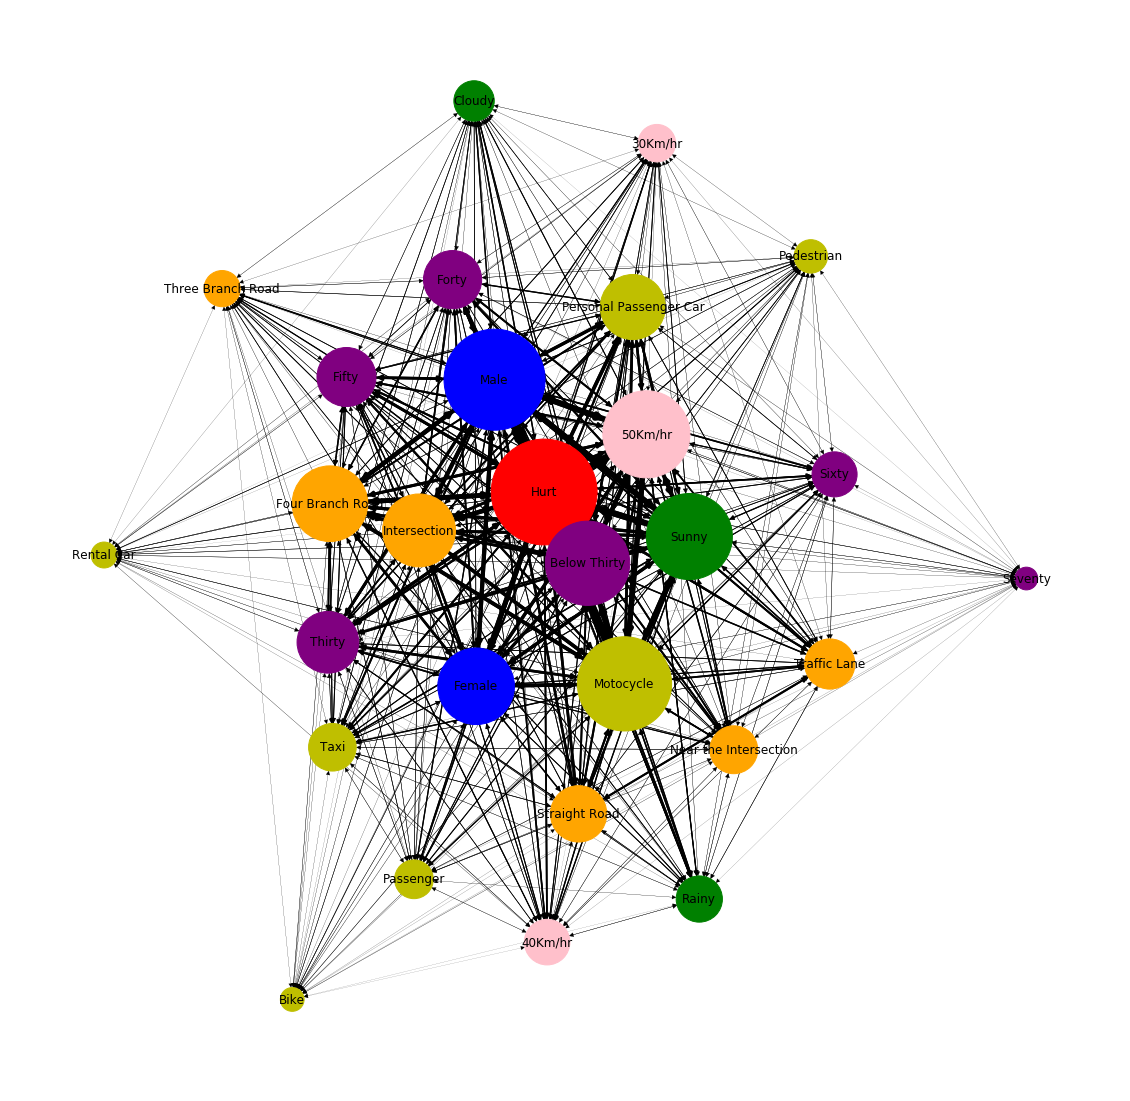 Cloudy
30Km/hr
Pedestrian
Forty
Three Branch Road
Personal Passenger Car
Fifty
Male
50Km/hr
Sixty
Hurt
Four Branch Road
Intersection
Sunny
Rental Car
Below Thirty
Seventy
Thirty
Traffic Lane
Female
Motocycle
Taxi
Near the Intersection
Straight Road
Passenger
Rainy
40Km/hr
Bike